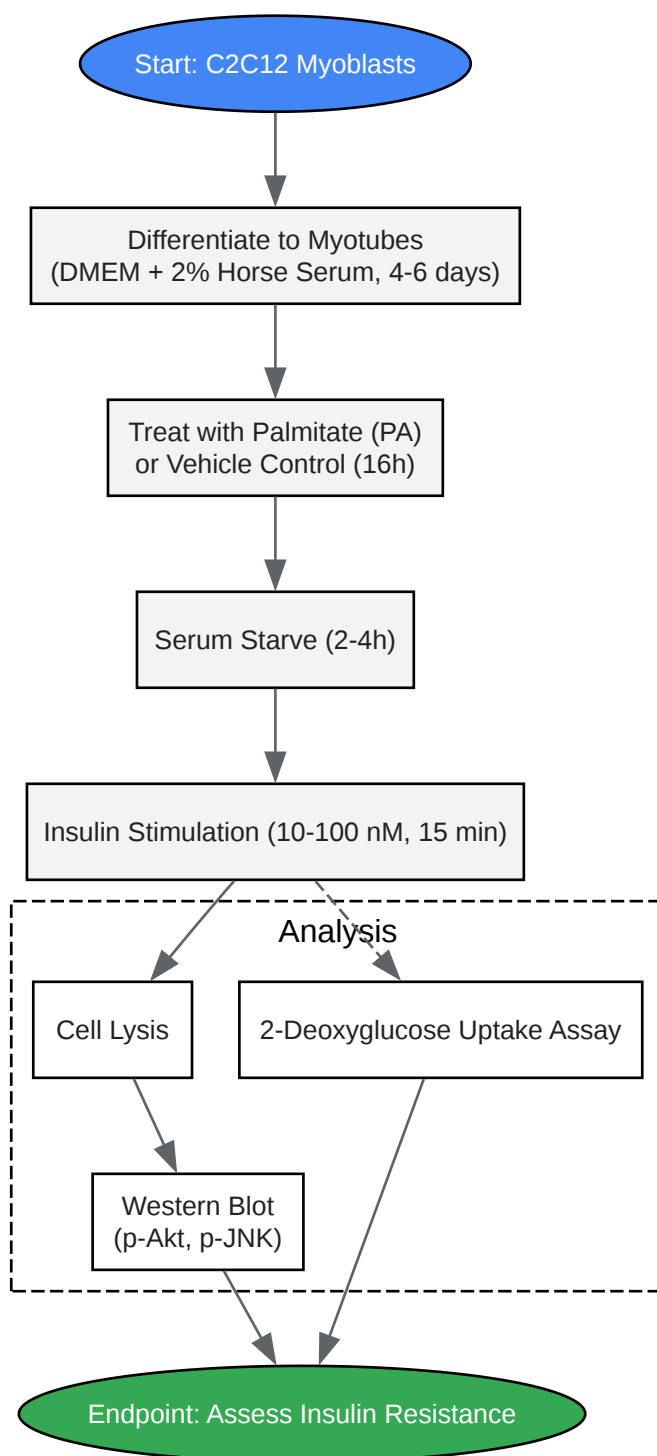 Start: C2C12 Myoblasts
Differentiate to Myotubes
(DMEM + 2% Horse Serum, 4-6 days)
Treat with Palmitate (PA)
or Vehicle Control (16h)
Serum Starve (2-4h)
Insulin Stimulation (10-100 nM, 15 min)
Analysis
Cell Lysis
2-Deoxyglucose Uptake Assay
Western Blot
(p-Akt, p-JNK)
Endpoint: Assess Insulin Resistance